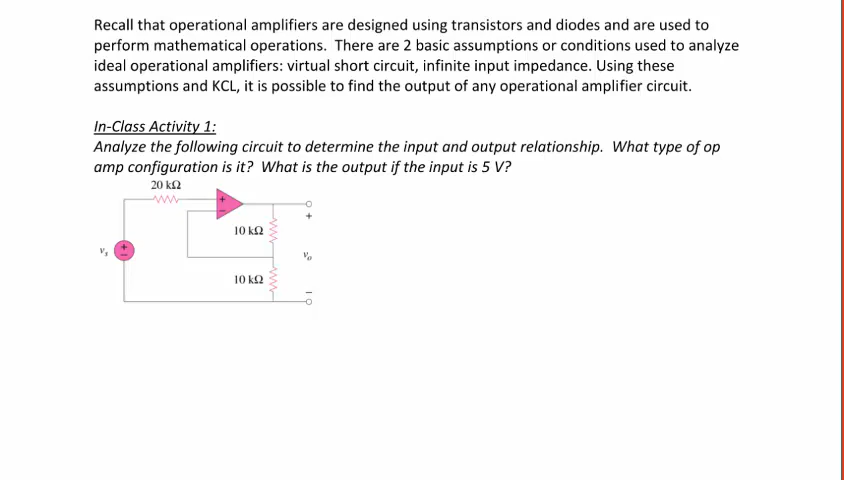 Recall that operational amplifiers are designed using transistors and diodes and are used to
perform mathematical operations.  There are 2 basic assumptions or conditions used to analyze
ideal operational amplifiers: virtual short circuit, infinite input impedance. Using these
assumptions and KCL, it is possible to find the output of any operational amplifier circuit.
In-Class Activity 1:
Analyze the following circuit to determine the input and output relationship.  What type of op
amp configuration is it?  What is the output if the input is 5 V?
20 kΩ
+
−
+
10 kΩ
vs
+
−
vo
10 kΩ
−